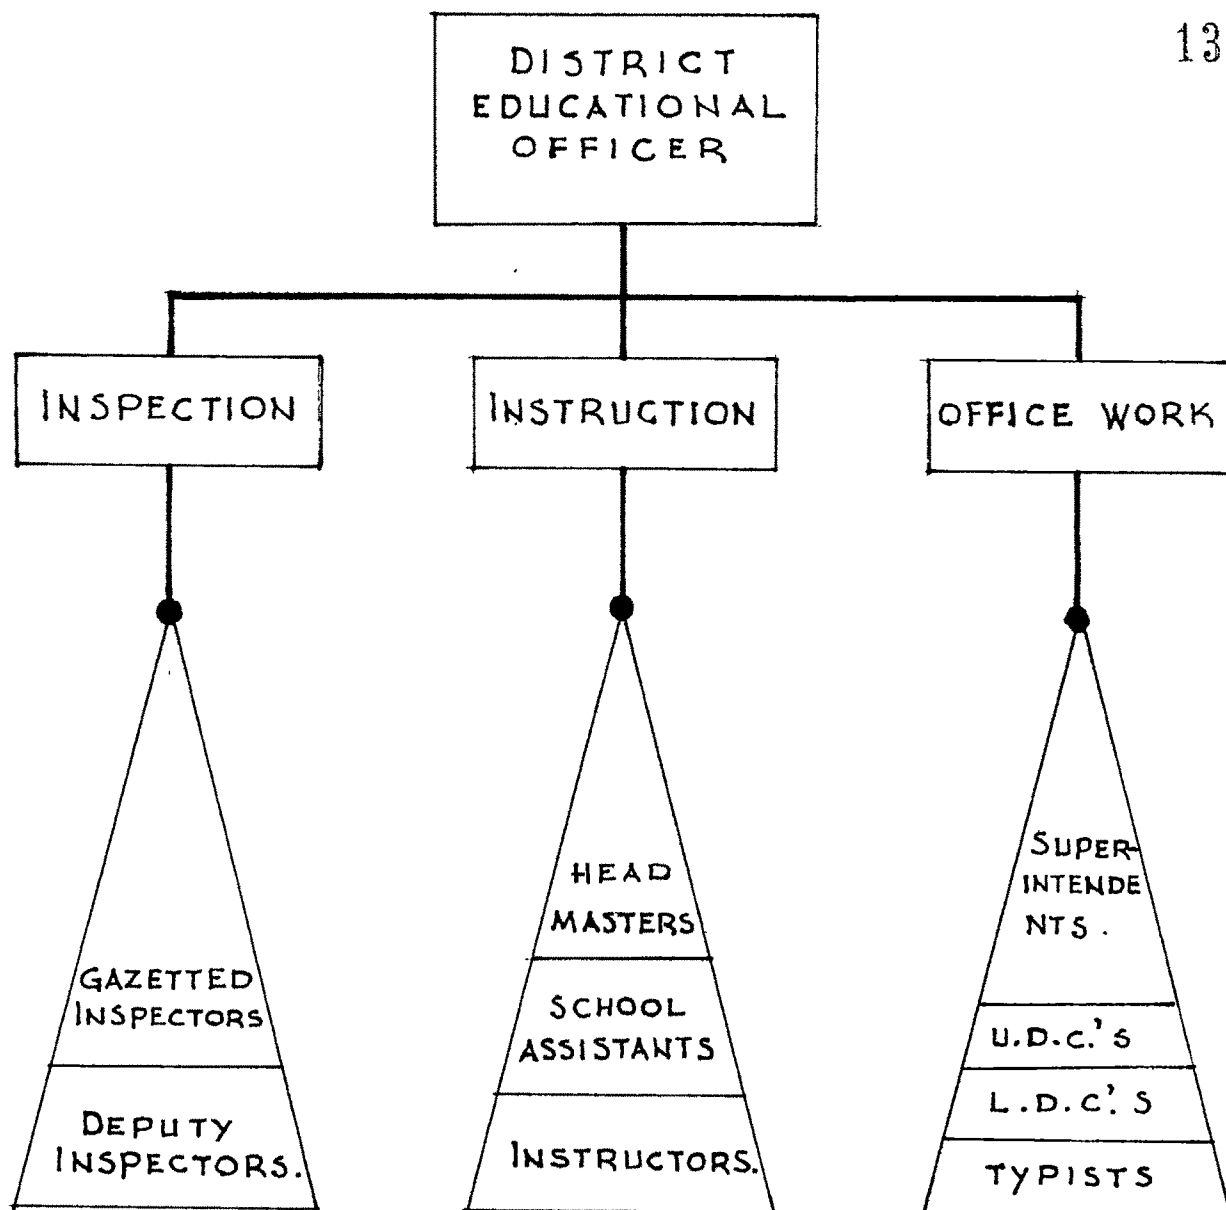 13
DISTRICT
EDUCATIONAL
OFFICER
INSPECTION
INSTRUCTION
OFFICE WORK
GAZETTED
INSPECTORS
DEPUTY
INSPECTORS.
HEAD
MASTERS
SCHOOL
ASSISTANTS
INSTRUCTORS.
SUPER-
INTENDE
NTS.
U.D.C.'S
L.D.C'.S
TYPISTS